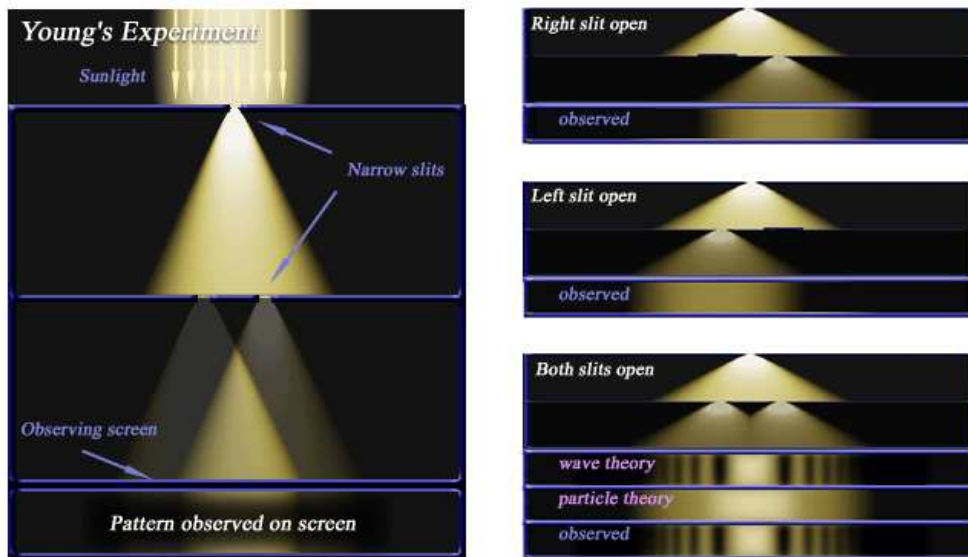 Young's Experiment
Sunlight
Narrow slits
Observing screen
Pattern observed on screen
Right slit open
observed
Left slit open
observed
Both slits open
wave theory
particle theory
observed